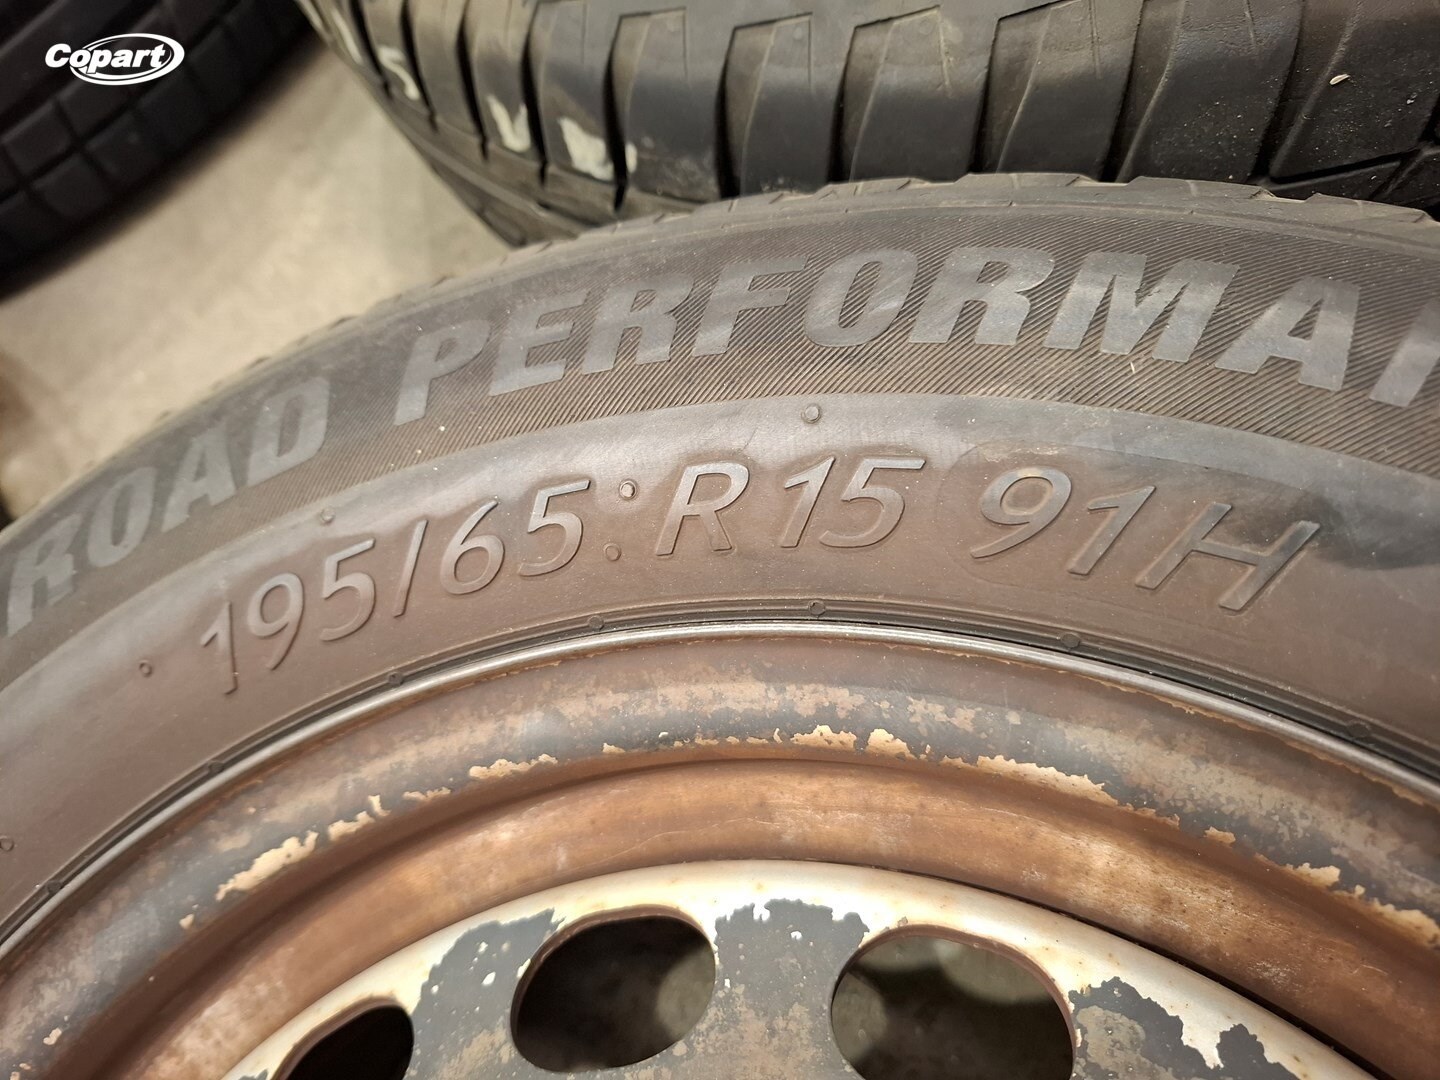 Copart
ROAD PERFORMA
195/65 R15 91H